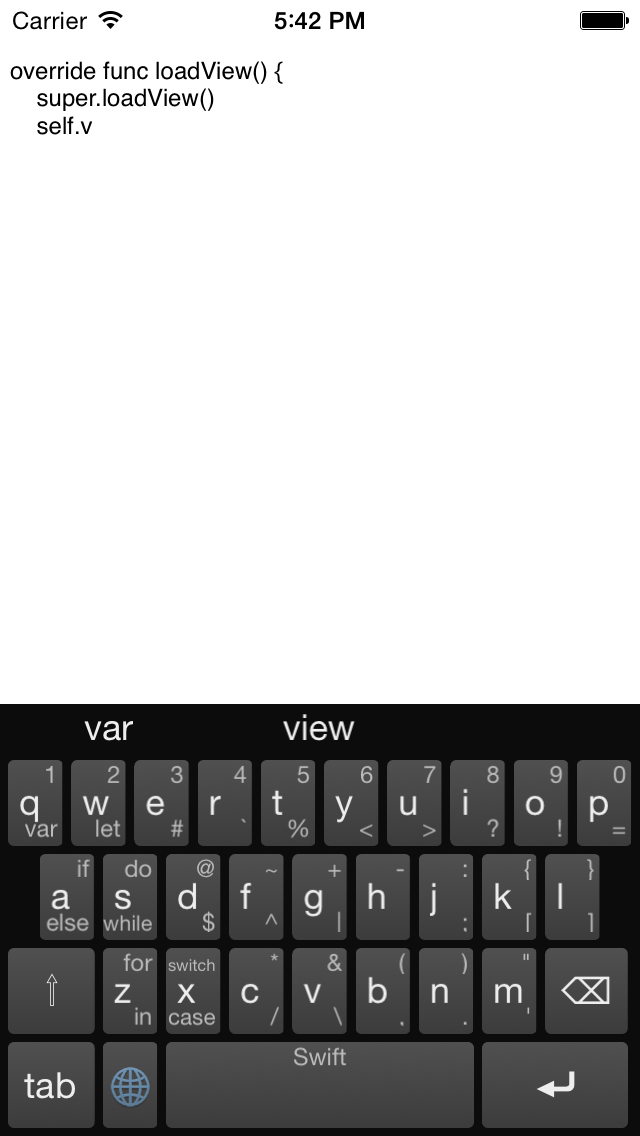 Carrier 5:42 PM
override func loadView() {
    super.loadView()
    self.v
var view
1 2 3 4 5 6 7 8 9 0
q w e r t y u i o p
var let # ` % < > ? ! =
if do @ ~ + - : { }
a s d f g h j k l
else while $ ^ | ; [ ]
for switch * & ( ) "
⇧ z x c v b n m ⌫
in case / \ , . '
Swift
tab